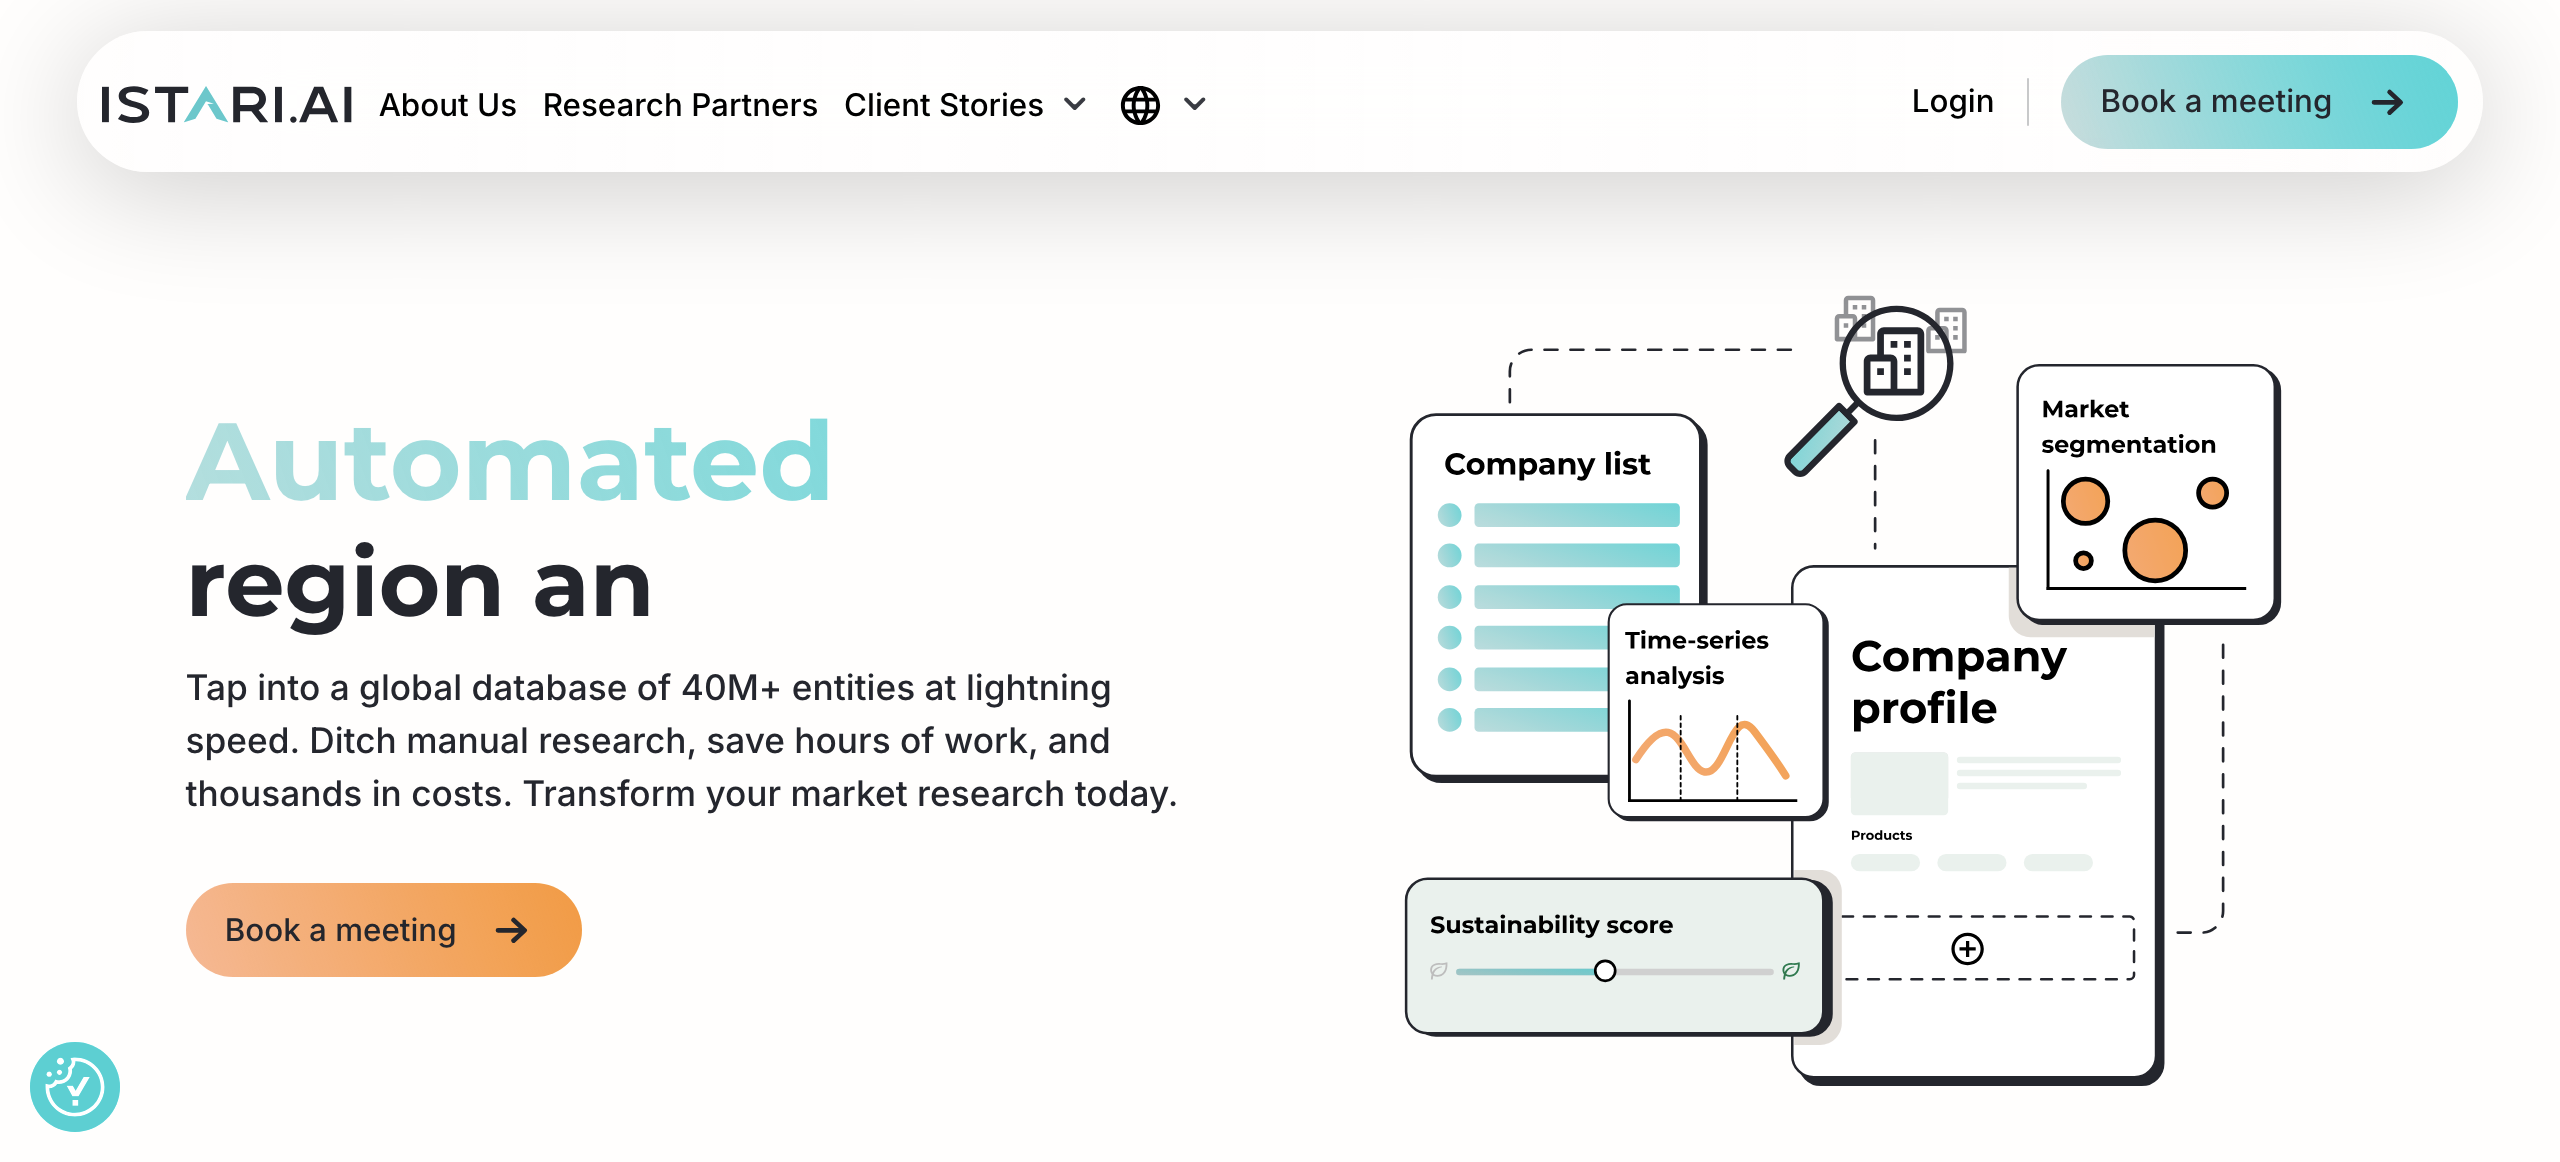 ISTARI.AI About Us Research Partners Client Stories Login Book a meeting
Automated
region an
Tap into a global database of 40M+ entities at lightning
speed. Ditch manual research, save hours of work, and
thousands in costs. Transform your market research today.
Book a meeting
Company list
Market
segmentation
Time-series
analysis
Company
profile
Products
Sustainability score